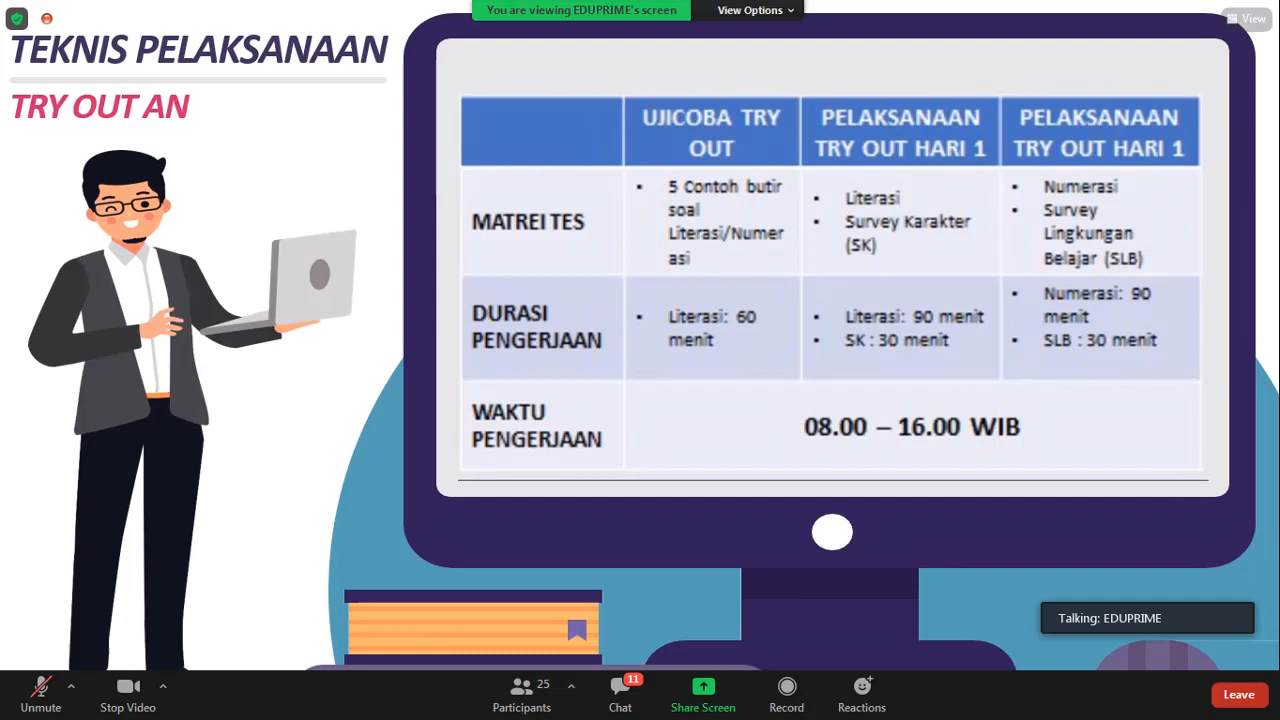 You are viewing EDUPRIME's screen
View Options
View
TEKNIS PELAKSANAAN
TRY OUT AN
UJICOBA TRY
OUT
PELAKSANAAN
TRY OUT HARI 1
PELAKSANAAN
TRY OUT HARI 1
MATREI TES
• 5 Contoh butir
soal
Literasi/Numer
asi
• Literasi
• Survey Karakter
(SK)
• Numerasi
• Survey
Lingkungan
Belajar (SLB)
DURASI
PENGERJAAN
• Literasi: 60
menit
• Literasi: 90 menit
• SK : 30 menit
• Numerasi: 90
menit
• SLB : 30 menit
WAKTU
PENGERJAAN
08.00 – 16.00 WIB
Talking: EDUPRIME
Unmute
Stop Video
25
Participants
11
Chat
Share Screen
Record
Reactions
Leave